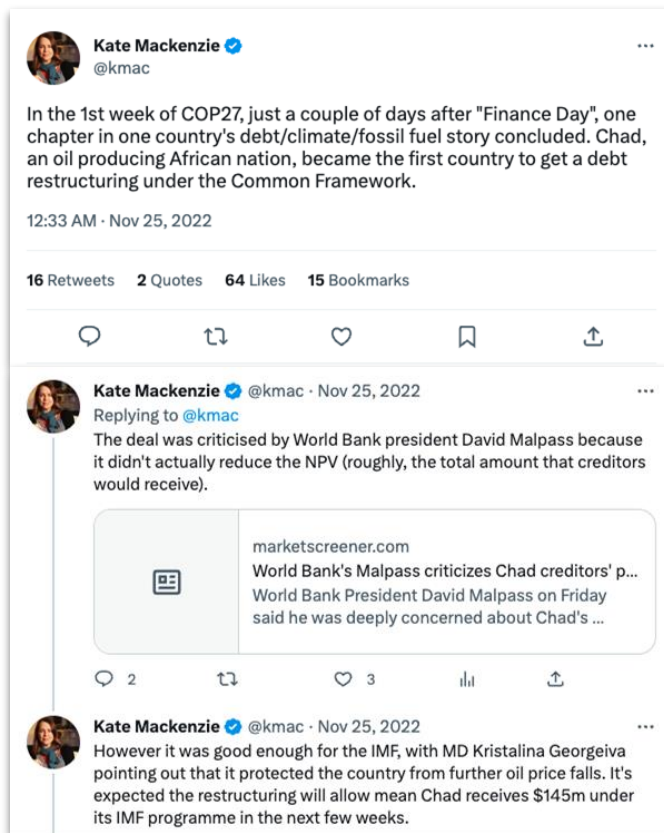 Kate Mackenzie
@kmac
In the 1st week of COP27, just a couple of days after "Finance Day", one
chapter in one country's debt/climate/fossil fuel story concluded. Chad,
an oil producing African nation, became the first country to get a debt
restructuring under the Common Framework.
12:33 AM · Nov 25, 2022
16 Retweets 2 Quotes 64 Likes 15 Bookmarks
Kate Mackenzie @kmac · Nov 25, 2022
Replying to @kmac
The deal was criticised by World Bank president David Malpass because
it didn't actually reduce the NPV (roughly, the total amount that creditors
would receive).
marketscreener.com
World Bank's Malpass criticizes Chad creditors' p...
World Bank President David Malpass on Friday
said he was deeply concerned about Chad's ...
2 3
Kate Mackenzie @kmac · Nov 25, 2022
However it was good enough for the IMF, with MD Kristalina Georgeiva
pointing out that it protected the country from further oil price falls. It's
expected the restructuring will allow mean Chad receives $145m under
its IMF programme in the next few weeks.